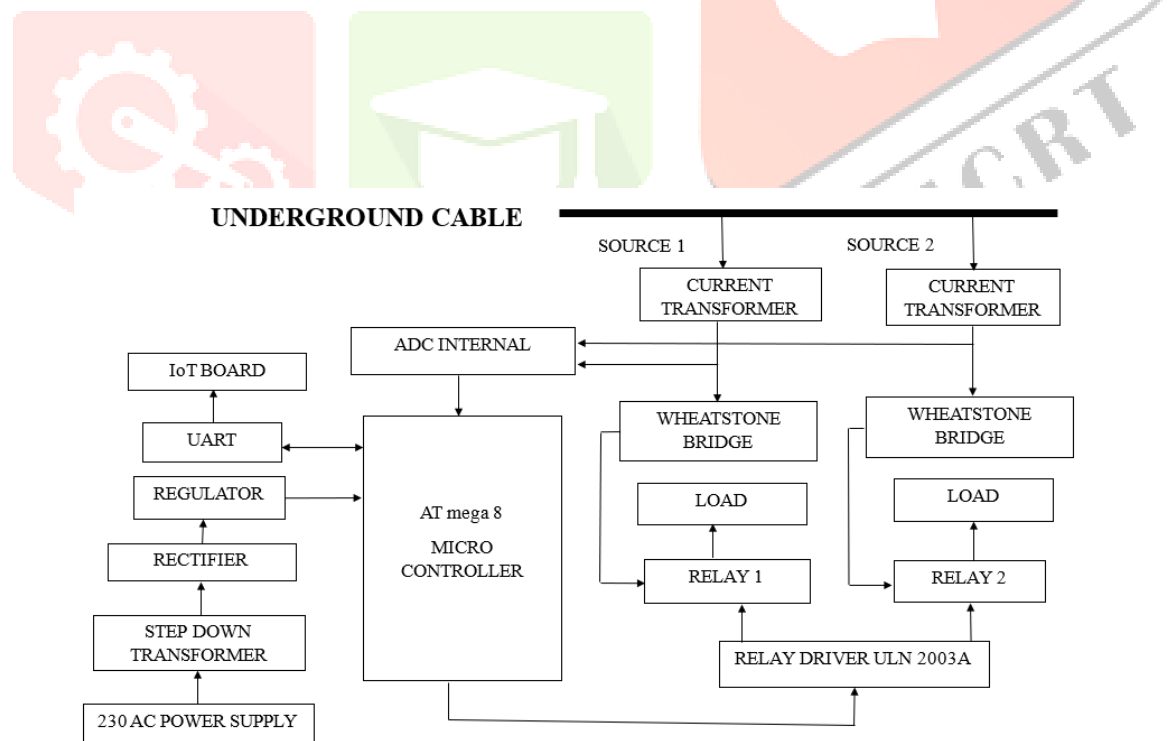 IJCRT
UNDERGROUND CABLE
SOURCE 1
SOURCE 2
CURRENT
TRANSFORMER
CURRENT
TRANSFORMER
ADC INTERNAL
IoT BOARD
UART
REGULATOR
RECTIFIER
STEP DOWN
TRANSFORMER
230 AC POWER SUPPLY
AT mega 8
MICRO
CONTROLLER
WHEATSTONE
BRIDGE
WHEATSTONE
BRIDGE
LOAD
LOAD
RELAY 1
RELAY 2
RELAY DRIVER ULN 2003A